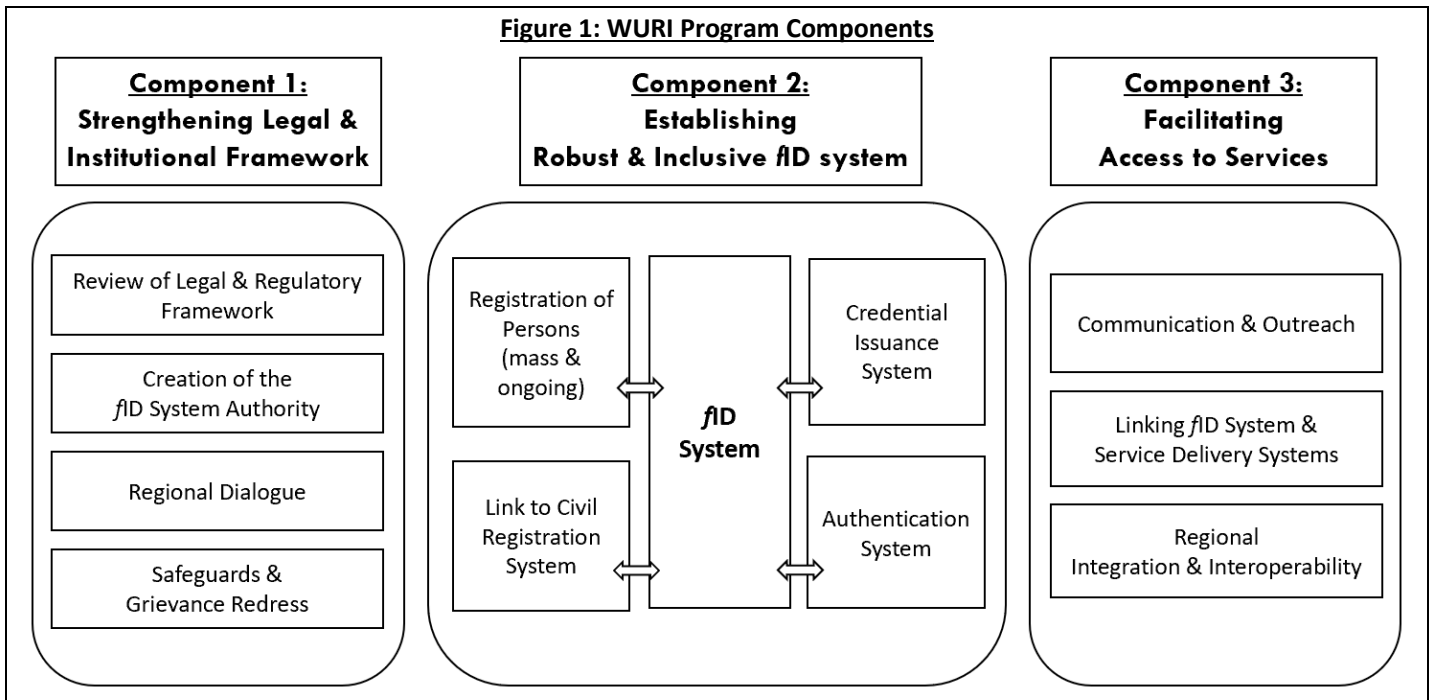 Figure 1: WURI Program Components
Component 1:
Strengthening Legal &
Institutional Framework
Review of Legal & Regulatory
Framework
Creation of the
fID System Authority
Regional Dialogue
Safeguards &
Grievance Redress
Component 2:
Establishing
Robust & Inclusive fID system
Registration of
Persons
(mass &
ongoing)
Link to Civil
Registration
System
fID
System
Credential
Issuance
System
Authentication
System
Component 3:
Facilitating
Access to Services
Communication & Outreach
Linking fID System &
Service Delivery Systems
Regional
Integration & Interoperability